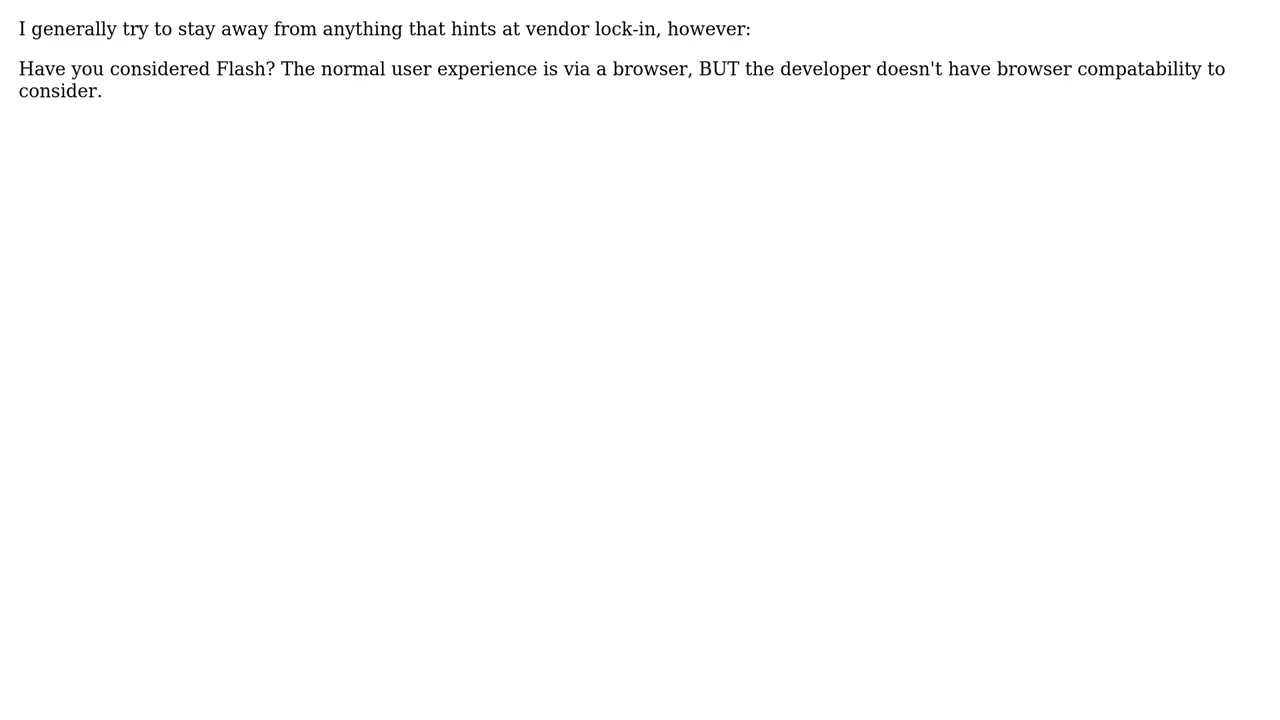 I generally try to stay away from anything that hints at vendor lock-in, however:
Have you considered Flash? The normal user experience is via a browser, BUT the developer doesn't have browser compatability to
consider.